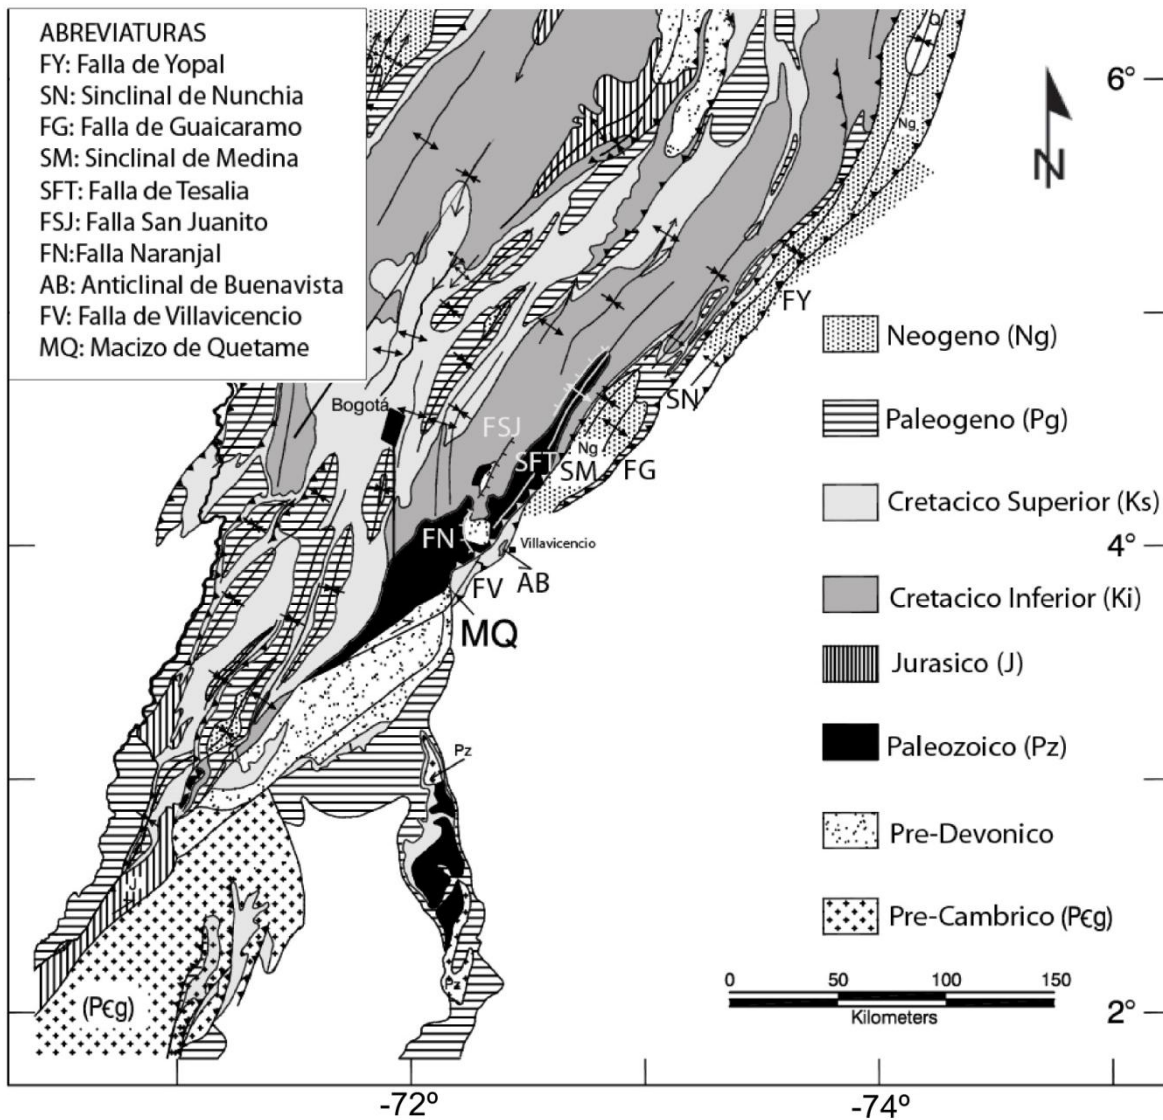 ABREVIATURAS
FY: Falla de Yopal
SN: Sinclinal de Nunchia
FG: Falla de Guaicaramo
SM: Sinclinal de Medina
SFT: Falla de Tesalia
FSJ: Falla San Juanito
FN:Falla Naranjal
AB: Anticlinal de Buenavista
FV: Falla de Villavicencio
MQ: Macizo de Quetame
6°
N
Q
Ng
FY
Neogeno (Ng)
SN
Bogotá
Paleogeno (Pg)
FSJ
Ng
SFT
SM
FG
Cretacico Superior (Ks)
FN
Villavicencio
4°
AB
FV
Cretacico Inferior (Ki)
MQ
Jurasico (J)
Pz
Paleozoico (Pz)
Pre-Devonico
Pre-Cambrico (PЄg)
0 50 100 150
Kilometers
Pz
(PЄg)
2°
-72° -74°